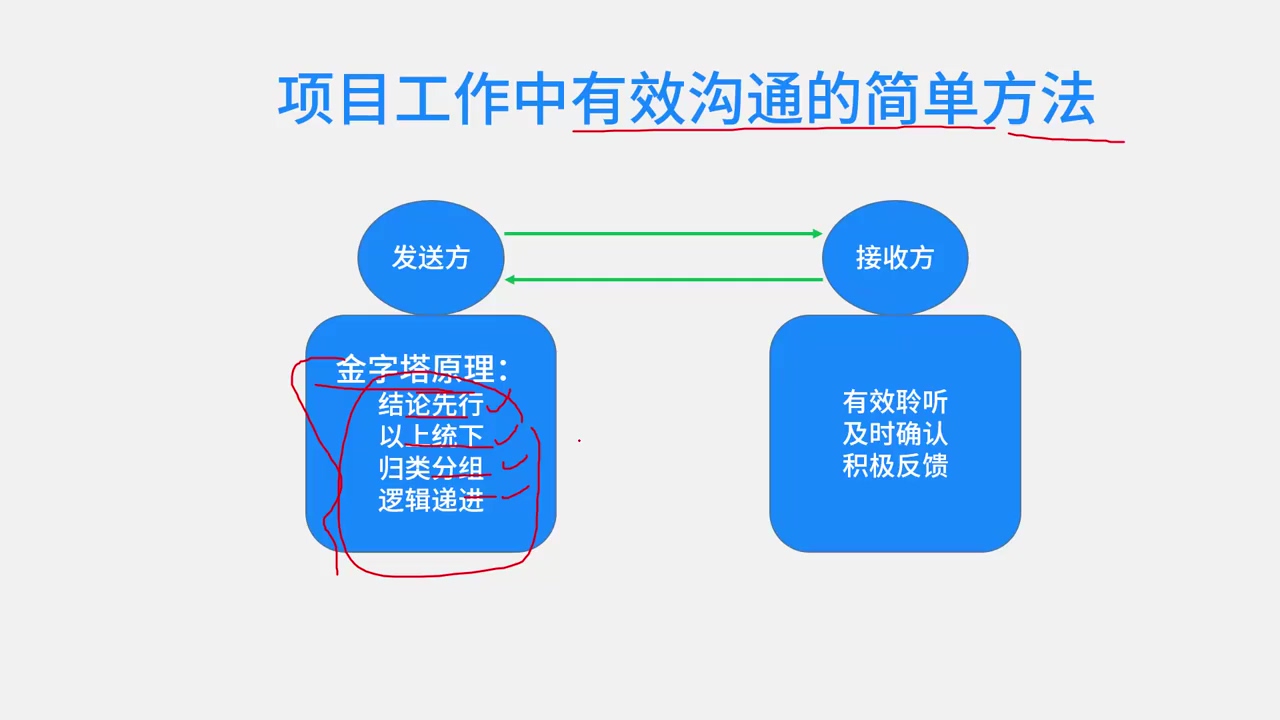 项目工作中有效沟通的简单方法
发送方
接收方
金字塔原理：
结论先行
以上统下
归类分组
逻辑递进
有效聆听
及时确认
积极反馈